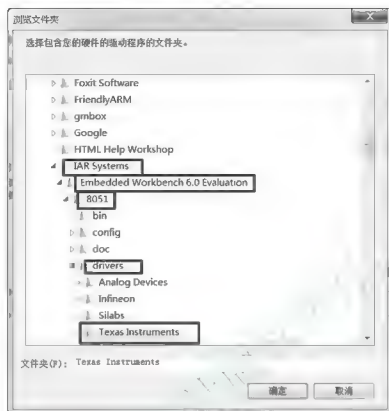 浏览文件夹
选择包含您的硬件的驱动程序的文件夹。
Foxit Software
FriendlyARM
gmbox
Google
HTML Help Workshop
IAR Systems
Embedded Workbench 6.0 Evaluation
8051
bin
config
doc
drivers
Analog Devices
Infineon
Silabs
Texas Instruments
文件夹(F): Texas Instruments
确定 取消